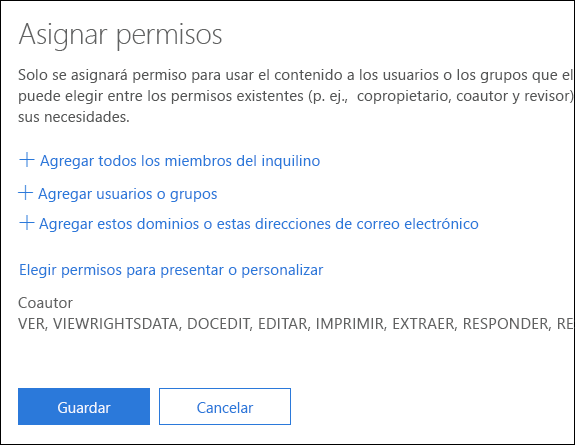 Asignar permisos
Solo se asignará permiso para usar el contenido a los usuarios o los grupos que el
puede elegir entre los permisos existentes (p. ej., copropietario, coautor y revisor)
sus necesidades.
Agregar todos los miembros del inquilino
Agregar usuarios o grupos
Agregar estos dominios o estas direcciones de correo electrónico
Elegir permisos para presentar o personalizar
Coautor
VER, VIEWRIGHTSDATA, DOCEDIT, EDITAR, IMPRIMIR, EXTRAER, RESPONDER, RE
Guardar
Cancelar